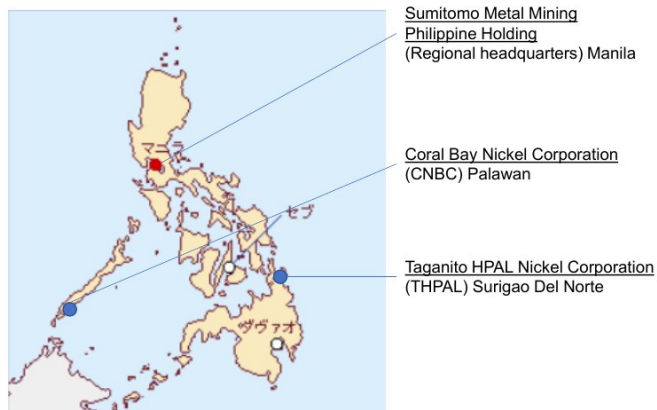 Sumitomo Metal Mining
Philippine Holding
(Regional headquarters) Manila
マニラ
Coral Bay Nickel Corporation
(CNBC) Palawan
セブ
Taganito HPAL Nickel Corporation
(THPAL) Surigao Del Norte
ダヴァオ